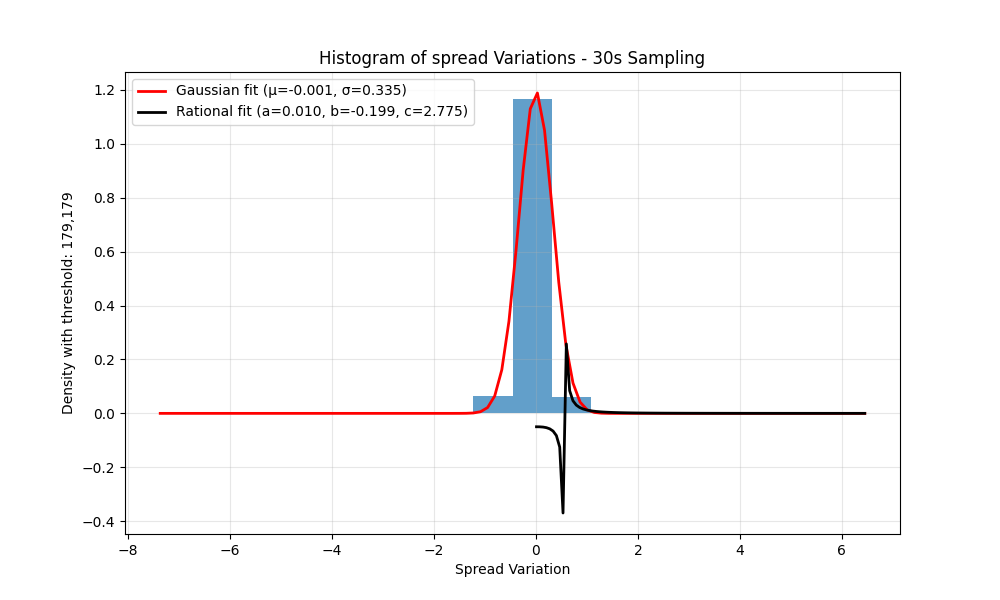 Histogram of spread Variations - 30s Sampling
Gaussian fit (μ=-0.001, σ=0.335)
Rational fit (a=0.010, b=-0.199, c=2.775)
Density with threshold: 179,179
1.2
1.0
0.8
0.6
0.4
0.2
0.0
−0.2
−0.4
−8 −6 −4 −2 0 2 4 6
Spread Variation